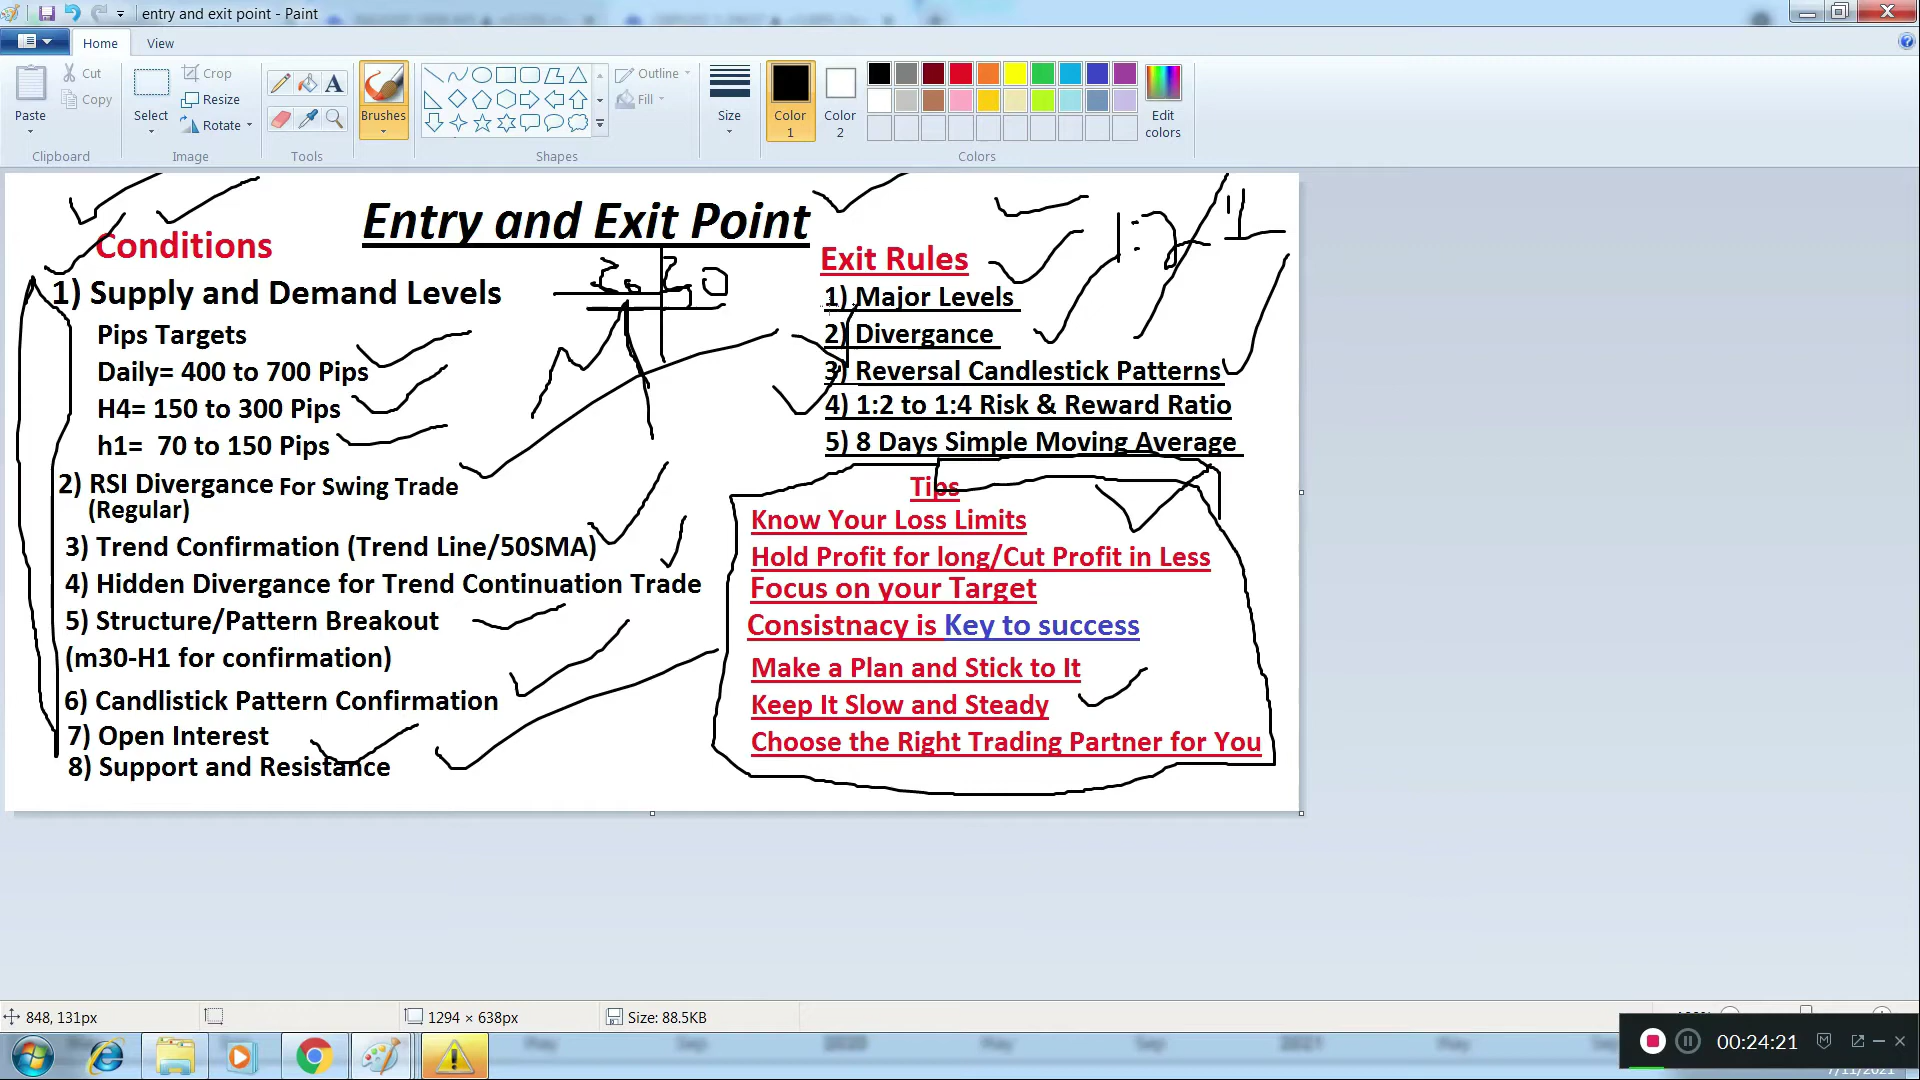 entry and exit point - Paint
Home View
Paste
Cut
Copy
Clipboard
Select
Crop
Resize
Rotate
Image
Tools
Brushes
Outline
Fill
Shapes
Size
Color 1
Color 2
Edit colors
Colors
Entry and Exit Point
Conditions
1) Supply and Demand Levels
Pips Targets
Daily= 400 to 700 Pips
H4= 150 to 300 Pips
h1= 70 to 150 Pips
2) RSI Divergance For Swing Trade
(Regular)
3) Trend Confirmation (Trend Line/50SMA)
4) Hidden Divergance for Trend Continuation Trade
5) Structure/Pattern Breakout
(m30-H1 for confirmation)
6) Candlistick Pattern Confirmation
7) Open Interest
8) Support and Resistance
Exit Rules
1) Major Levels
2) Divergance
3) Reversal Candlestick Patterns
4) 1:2 to 1:4 Risk & Reward Ratio
5) 8 Days Simple Moving Average
Tips
Know Your Loss Limits
Hold Profit for long/Cut Profit in Less
Focus on your Target
Consistnacy is Key to success
Make a Plan and Stick to It
Keep It Slow and Steady
Choose the Right Trading Partner for You
848, 131px
1294 × 638px
Size: 88.5KB
May Sep 2020 May Sep 2021 May
00:24:21